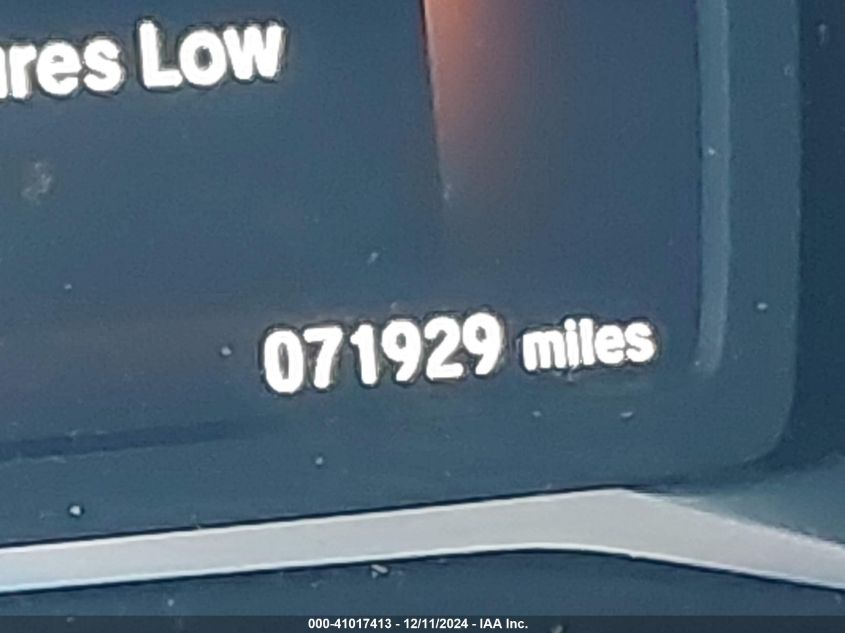 ures Low
071929 miles
000-41017413 - 12/11/2024 - IAA Inc.